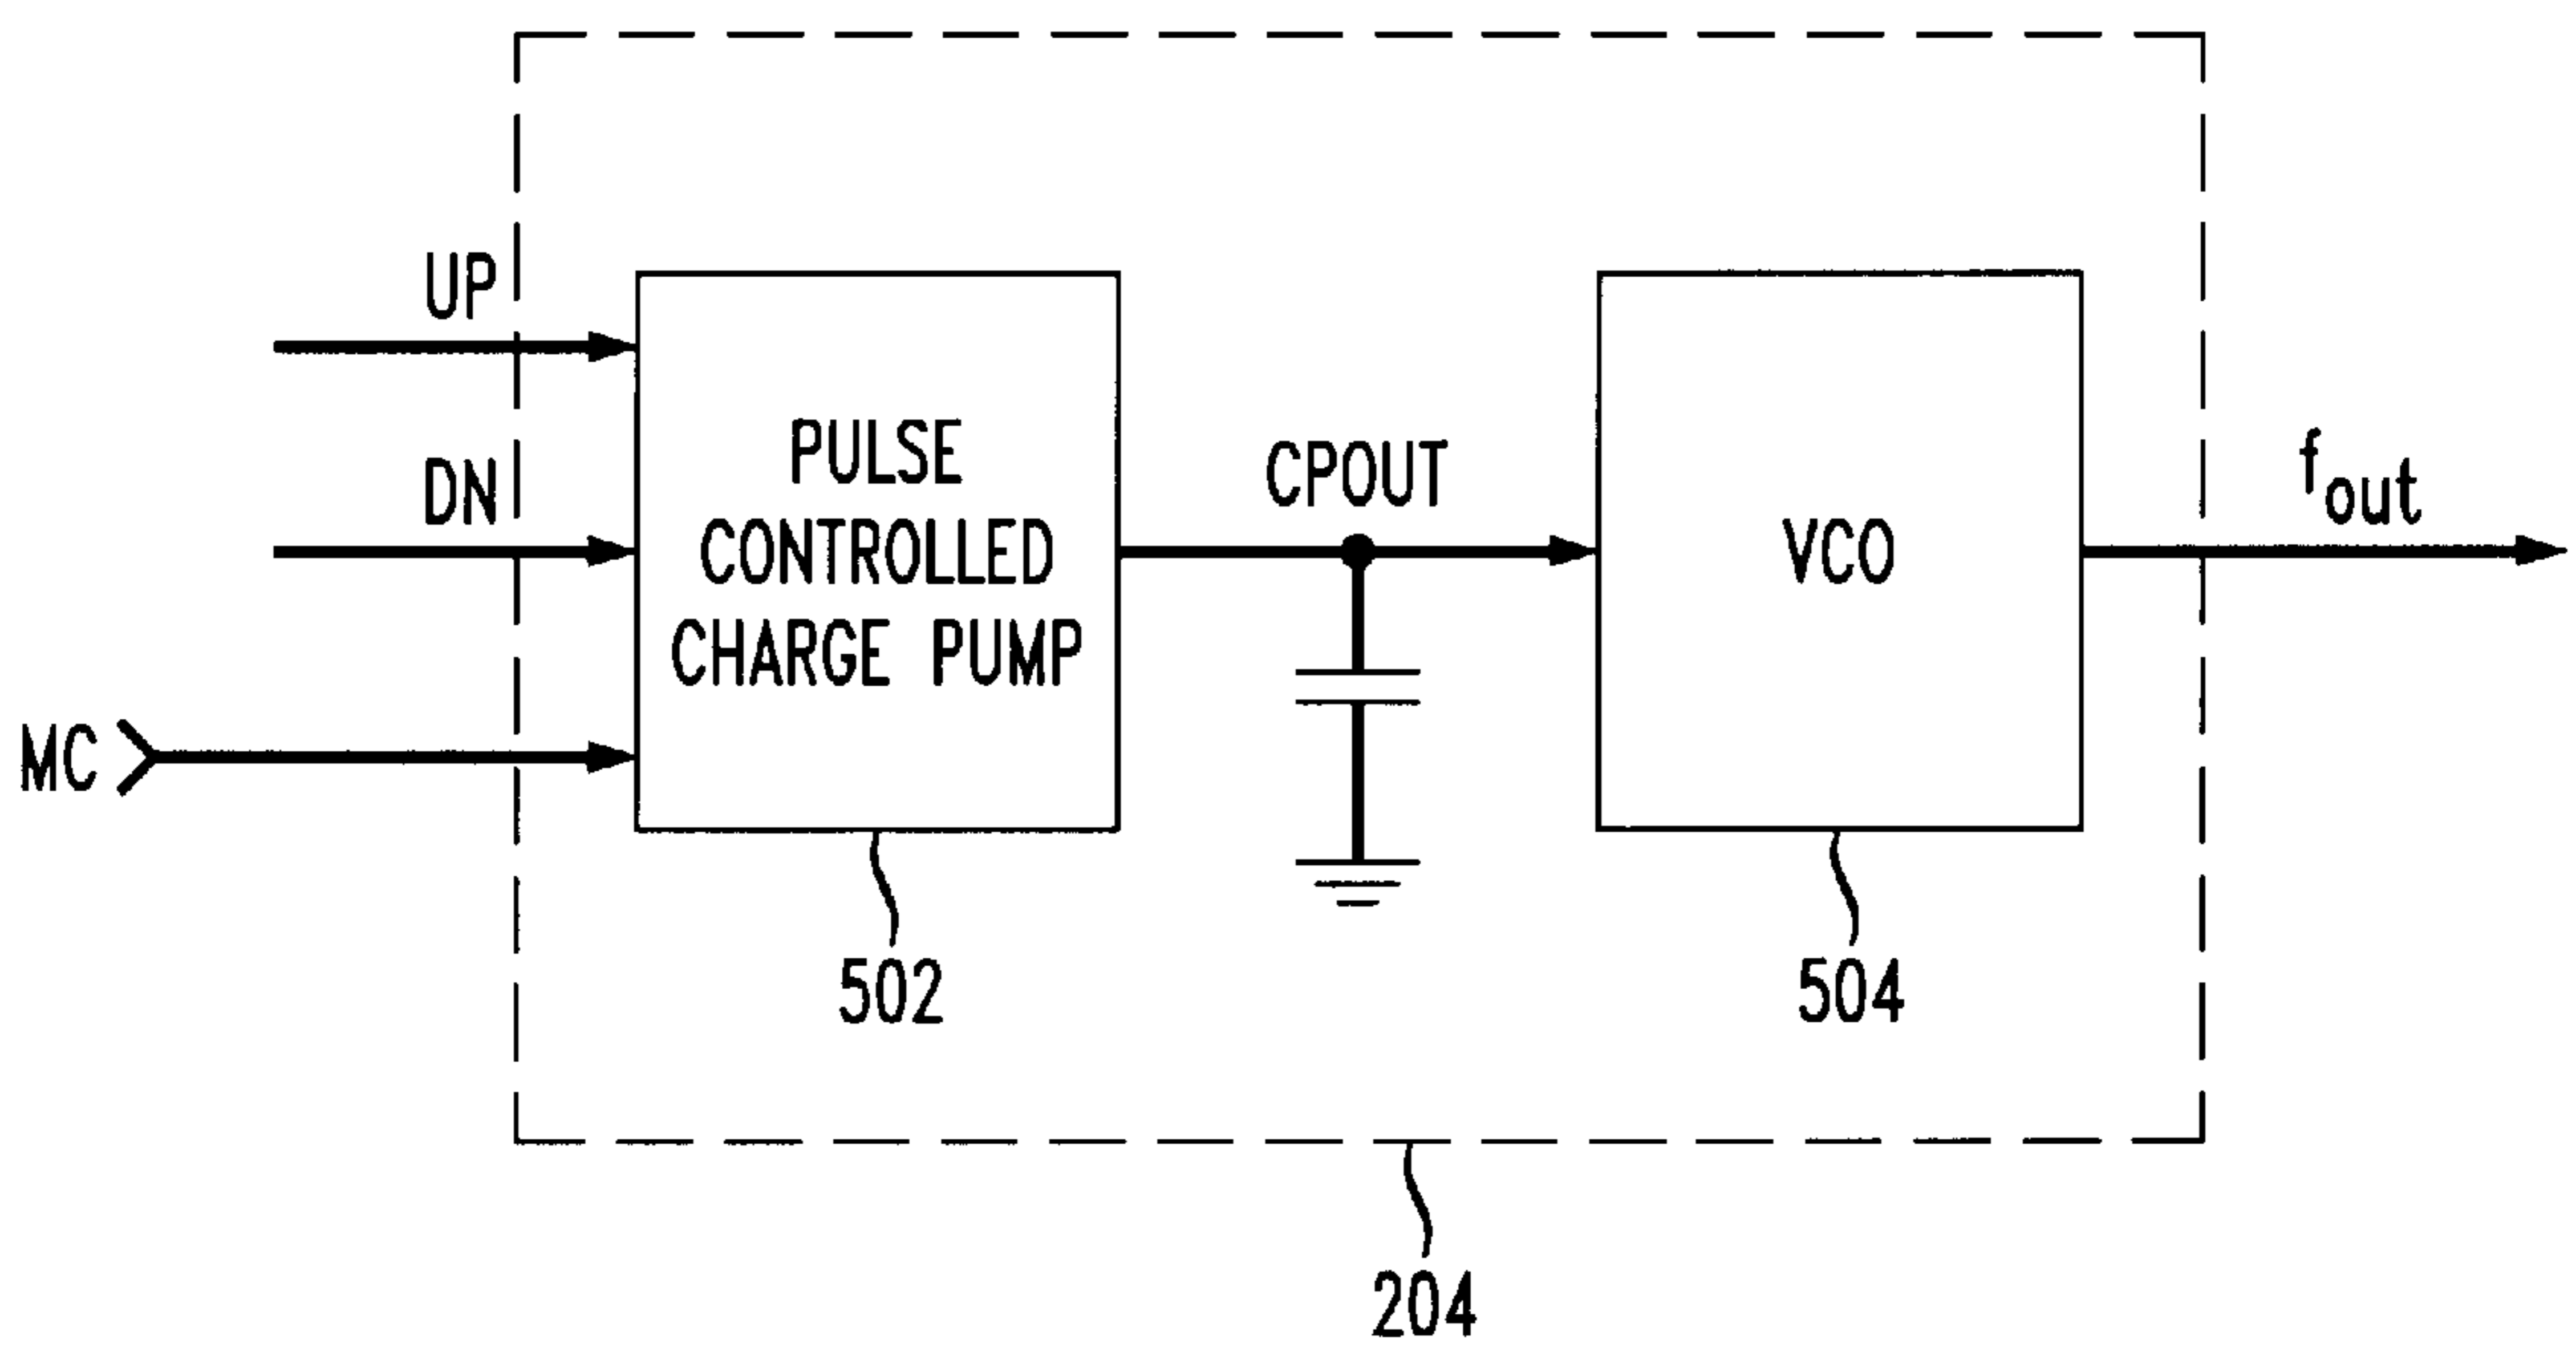 UP
DN
MC
PULSE
CONTROLLED
CHARGE PUMP
CPOUT
VCO
fout
502
504
204